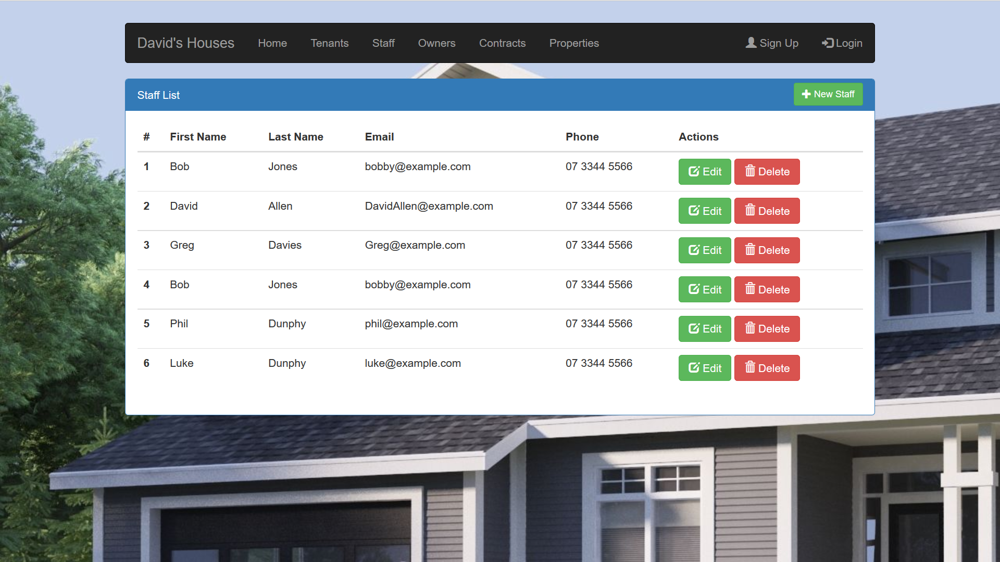 David's Houses Home Tenants Staff Owners Contracts Properties Sign Up Login
Staff List New Staff
# First Name Last Name Email Phone Actions
1 Bob Jones bobby@example.com 07 3344 5566 Edit Delete
2 David Allen DavidAllen@example.com 07 3344 5566 Edit Delete
3 Greg Davies Greg@example.com 07 3344 5566 Edit Delete
4 Bob Jones bobby@example.com 07 3344 5566 Edit Delete
5 Phil Dunphy phil@example.com 07 3344 5566 Edit Delete
6 Luke Dunphy luke@example.com 07 3344 5566 Edit Delete